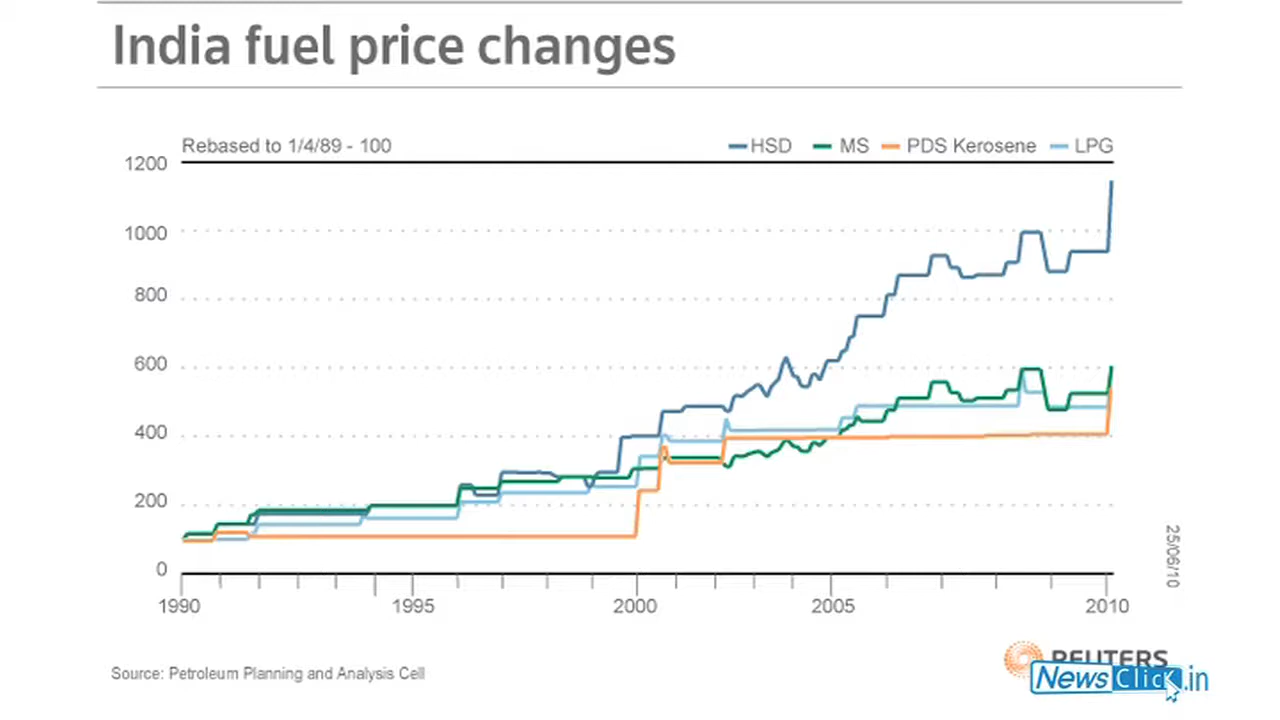 India fuel price changes
Rebased to 1/4/89 - 100
HSD MS PDS Kerosene LPG
1200
1000
800
600
400
200
0
1990 1995 2000 2005 2010
25/06/10
Source: Petroleum Planning and Analysis Cell
REUTERS
NewsClick.in